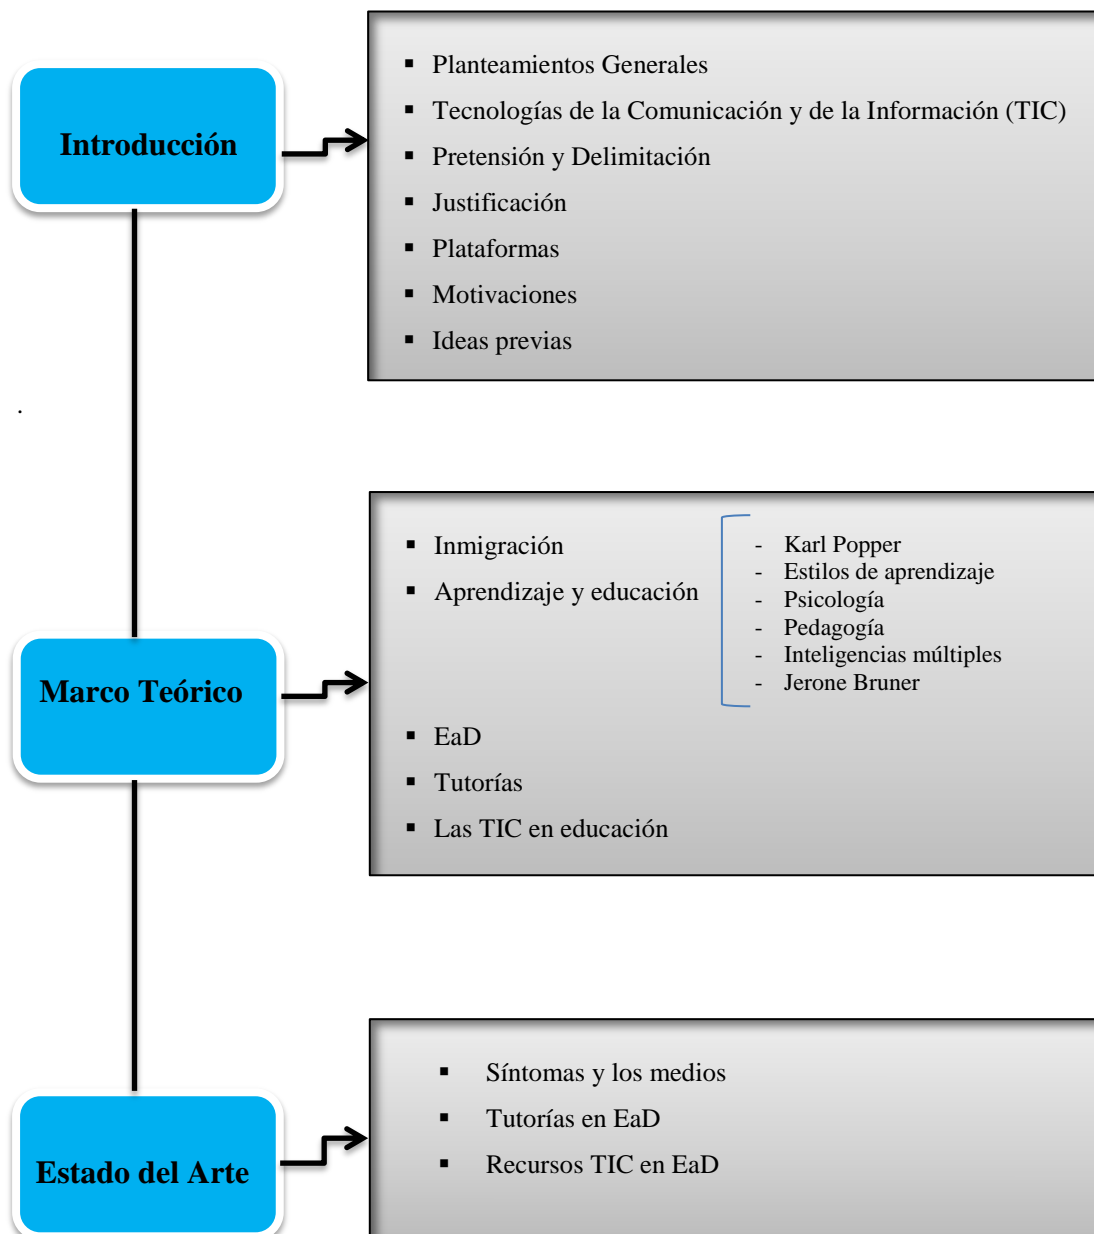 Introducción
▪ Planteamientos Generales
▪ Tecnologías de la Comunicación y de la Información (TIC)
▪ Pretensión y Delimitación
▪ Justificación
▪ Plataformas
▪ Motivaciones
▪ Ideas previas
.
Marco Teórico
▪ Inmigración
▪ Aprendizaje y educación
- Karl Popper
- Estilos de aprendizaje
- Psicología
- Pedagogía
- Inteligencias múltiples
- Jerone Bruner
▪ EaD
▪ Tutorías
▪ Las TIC en educación
Estado del Arte
▪ Síntomas y los medios
▪ Tutorías en EaD
▪ Recursos TIC en EaD